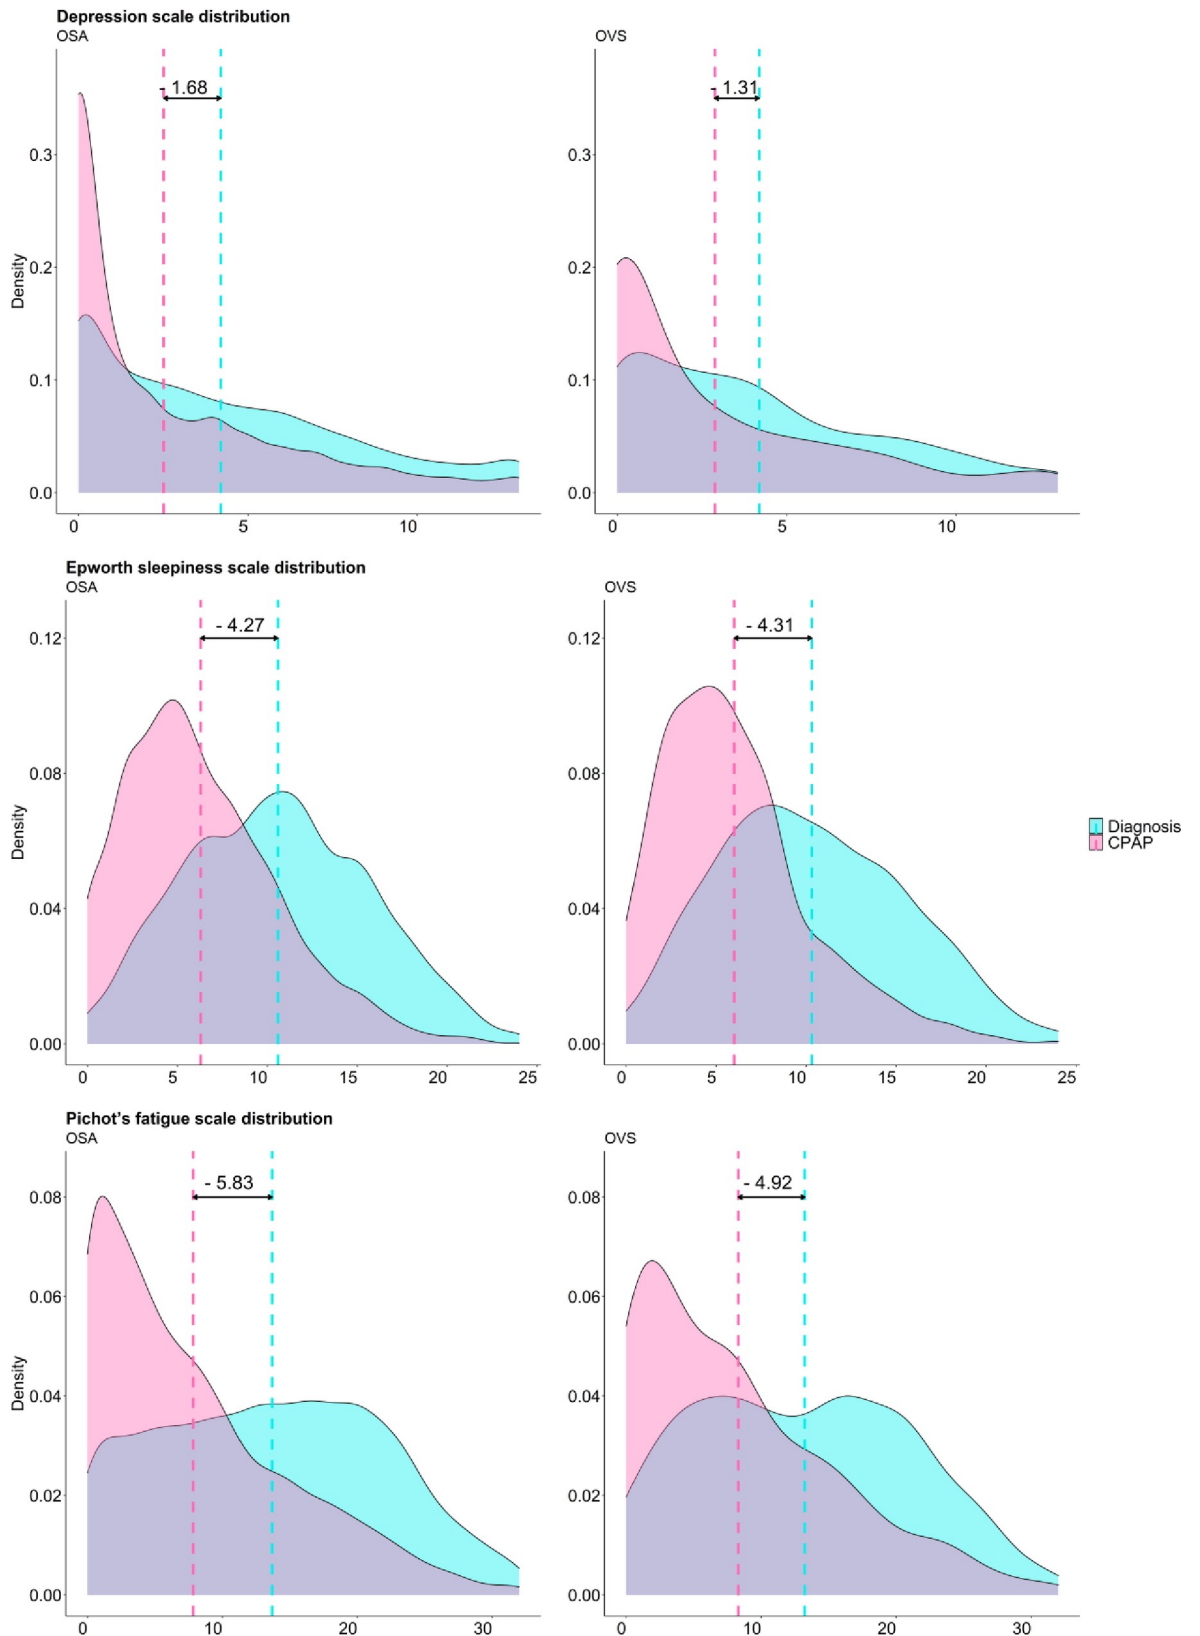 Depression scale distribution
OSA
OVS
- 1.68
- 1.31
0.3
0.2
0.1
0.0
Density
0 5 10
0.3
0.2
0.1
0.0
0 5 10
Epworth sleepiness scale distribution
OSA
OVS
- 4.27
- 4.31
0.12
0.08
0.04
0.00
Density
0 5 10 15 20 25
0.12
0.08
0.04
0.00
0 5 10 15 20 25
Diagnosis
CPAP
Pichot’s fatigue scale distribution
OSA
OVS
- 5.83
- 4.92
0.08
0.06
0.04
0.02
0.00
Density
0 10 20 30
0.08
0.06
0.04
0.02
0.00
0 10 20 30